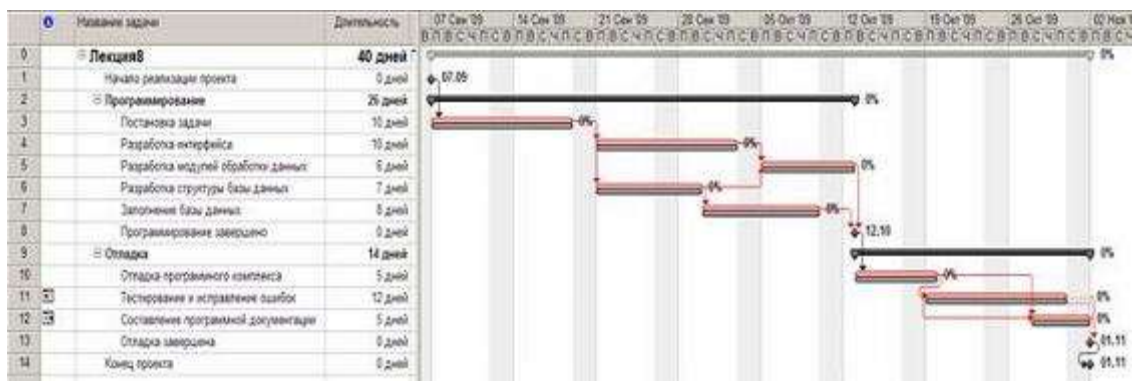 Название задачи Длительность 07 Сен '09 14 Сен '09 21 Сен '09 28 Сен '09 05 Окт '09 12 Окт '09 19 Окт '09 26 Окт '09 02 Ноя
0 Лекция8 40 дней 0%
1 Начало реализации проекта 0 дней 07.09
2 Программирование 26 дней 0%
3 Постановка задачи 10 дней 0%
4 Разработка интерфейса 10 дней 0%
5 Разработка модулей обработки данных 6 дней 0%
6 Разработка структуры базы данных 7 дней 0%
7 Заполнение базы данных 8 дней 0%
8 Программирование завершено 0 дней 12.10
9 Отладка 14 дней 0%
10 Отладка программного комплекса 5 дней 0%
11 Тестирование и исправление ошибок 12 дней 0%
12 Составление программной документации 5 дней 0%
13 Отладка завершена 0 дней 01.11
14 Конец проекта 0 дней 01.11